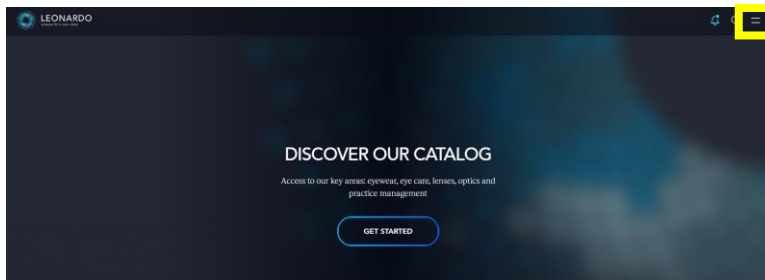 LEONARDO
DISCOVER OUR CATALOG
Access to our key areas: eyewear, eye care, lenses, optics and
practice management
GET STARTED